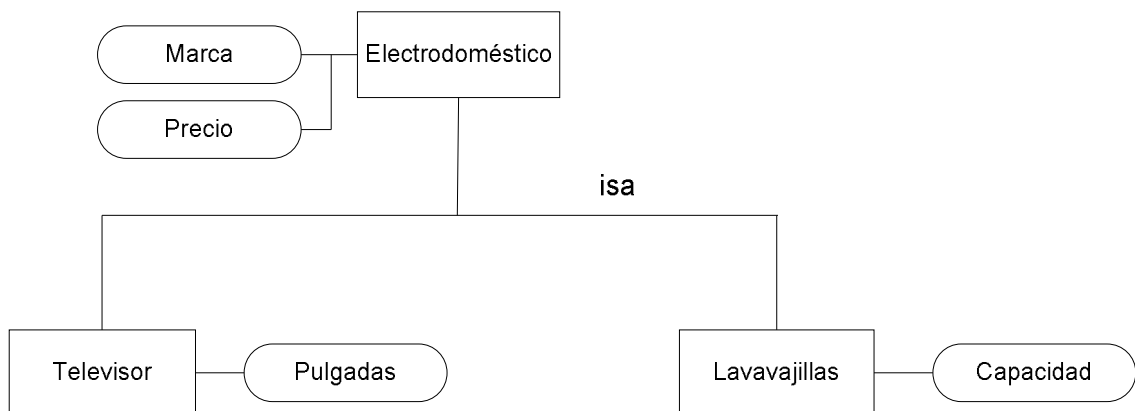 Marca
Electrodoméstico
Precio
isa
Televisor
Pulgadas
Lavavajillas
Capacidad